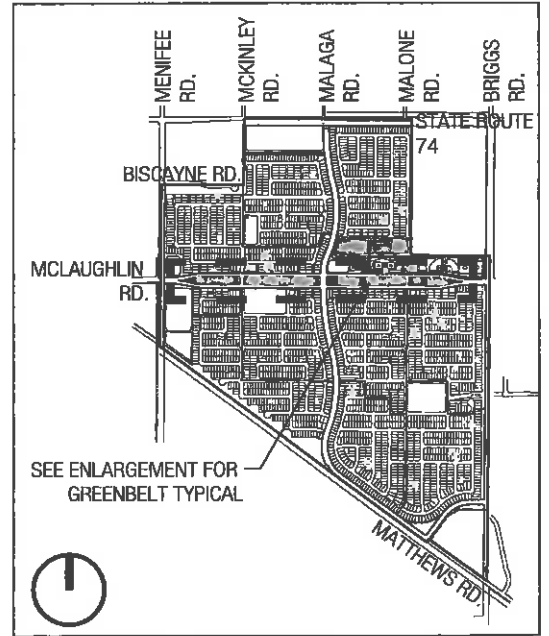 MENIFEE
RD.
MCKINLEY
RD.
MALAGA
RD.
MALONE
RD.
BRIGGS
RD.
STATE ROUTE
74
BISCAYNE RD.
MCLAUGHLIN
RD.
SEE ENLARGEMENT FOR
GREENBELT TYPICAL
MATTHEWS RD.